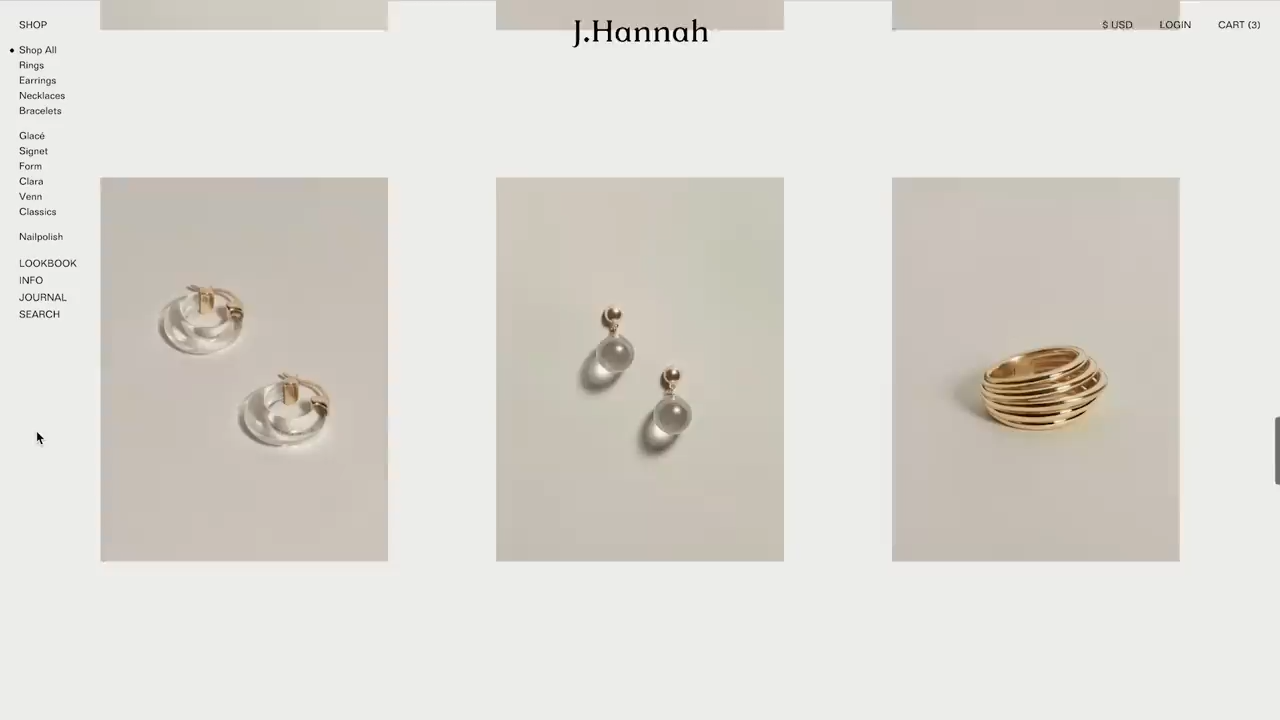 SHOP
J.Hannah
$ USD
LOGIN
CART (3)
Shop All
Rings
Earrings
Necklaces
Bracelets
Glacé
Signet
Form
Clara
Venn
Classics
Nailpolish
LOOKBOOK
INFO
JOURNAL
SEARCH